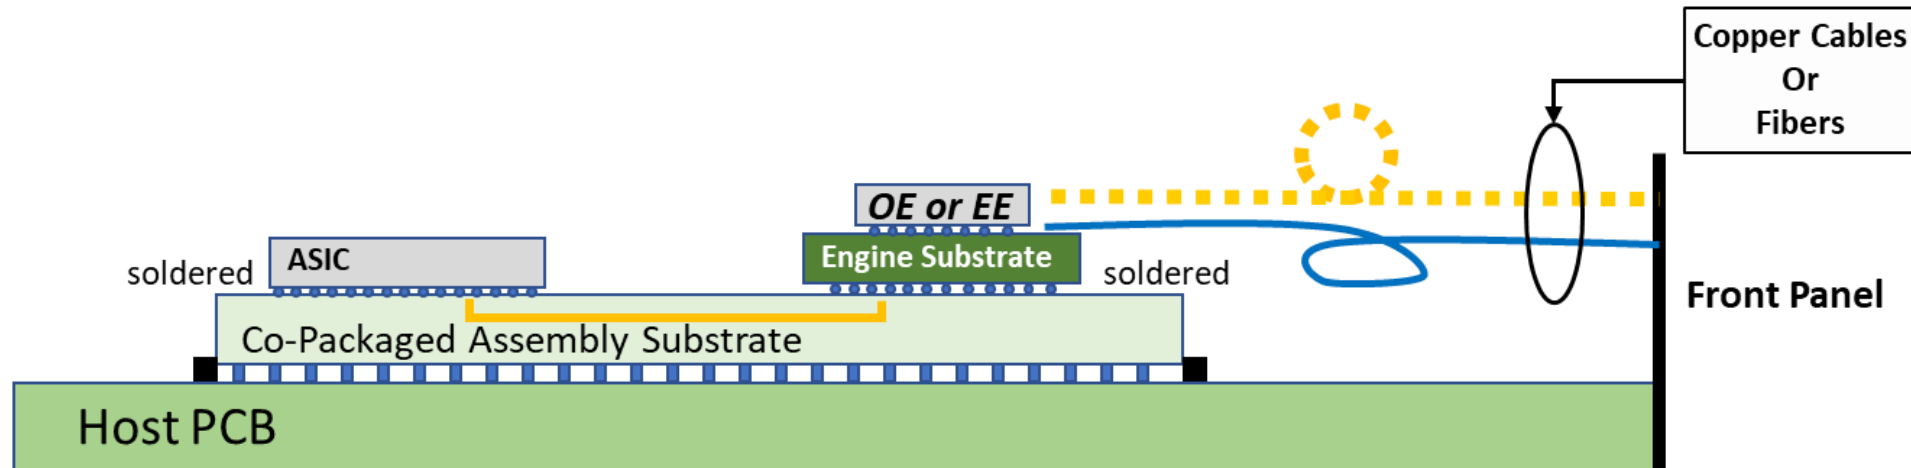 Copper Cables
Or
Fibers
OE or EE
ASIC
Engine Substrate
soldered
soldered
Front Panel
Co-Packaged Assembly Substrate
Host PCB